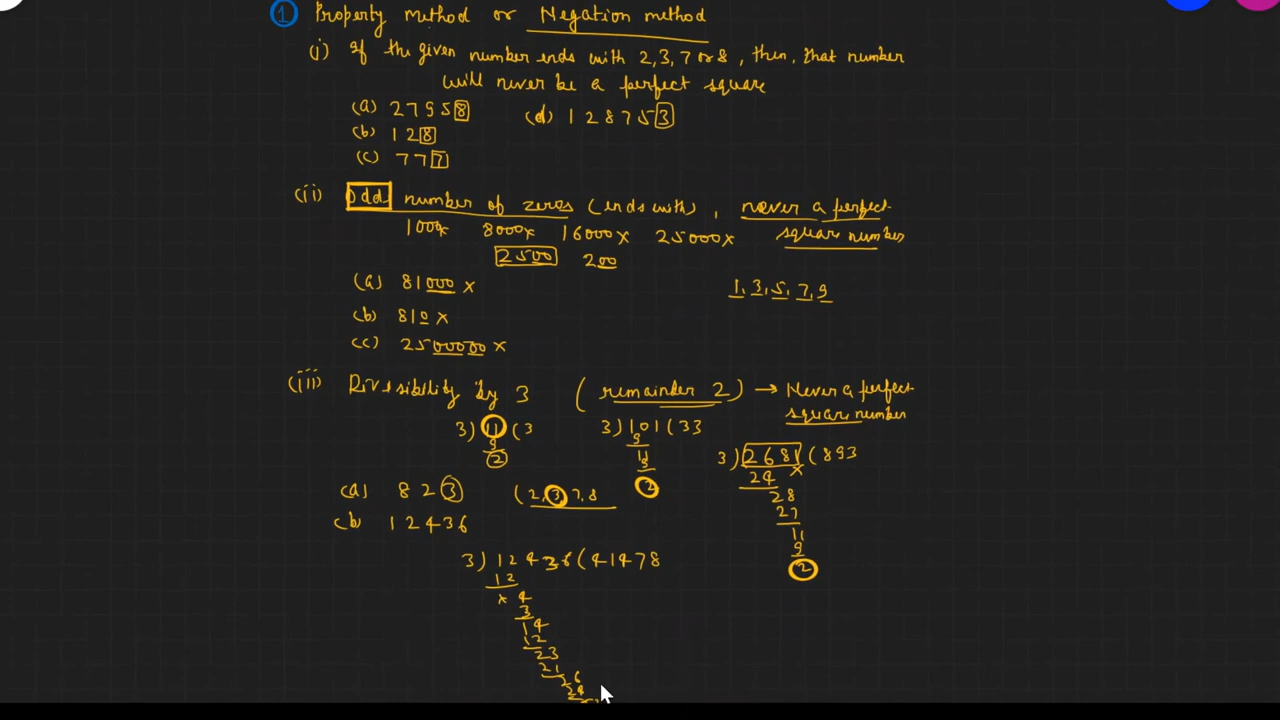 1 Property method or Negation method
(i) If the given number ends with 2,3,7 or 8, then, that number
will never be a perfect square
(a) 27958 (d) 128753
(b) 128
(c) 777
(ii) Odd number of zeros (ends with), never a perfect
square number
1000x 8000x 16000x 25000x
2500 200
(a) 81000 x
1, 3, 5, 7, 9
(b) 810 x
(c) 2500000 x
(iii) Divisibility by 3 (remainder 2) → Never a perfect
square number
3) 11 (3
9
2
3) 101 (33
9
11
9
2
3) 2681 (893
24 x
28
27
11
9
2
(a) 823 (2,3,7,8
(b) 12436
3) 12436 (41478
12
x 4
3
14
12
23
21
26
24